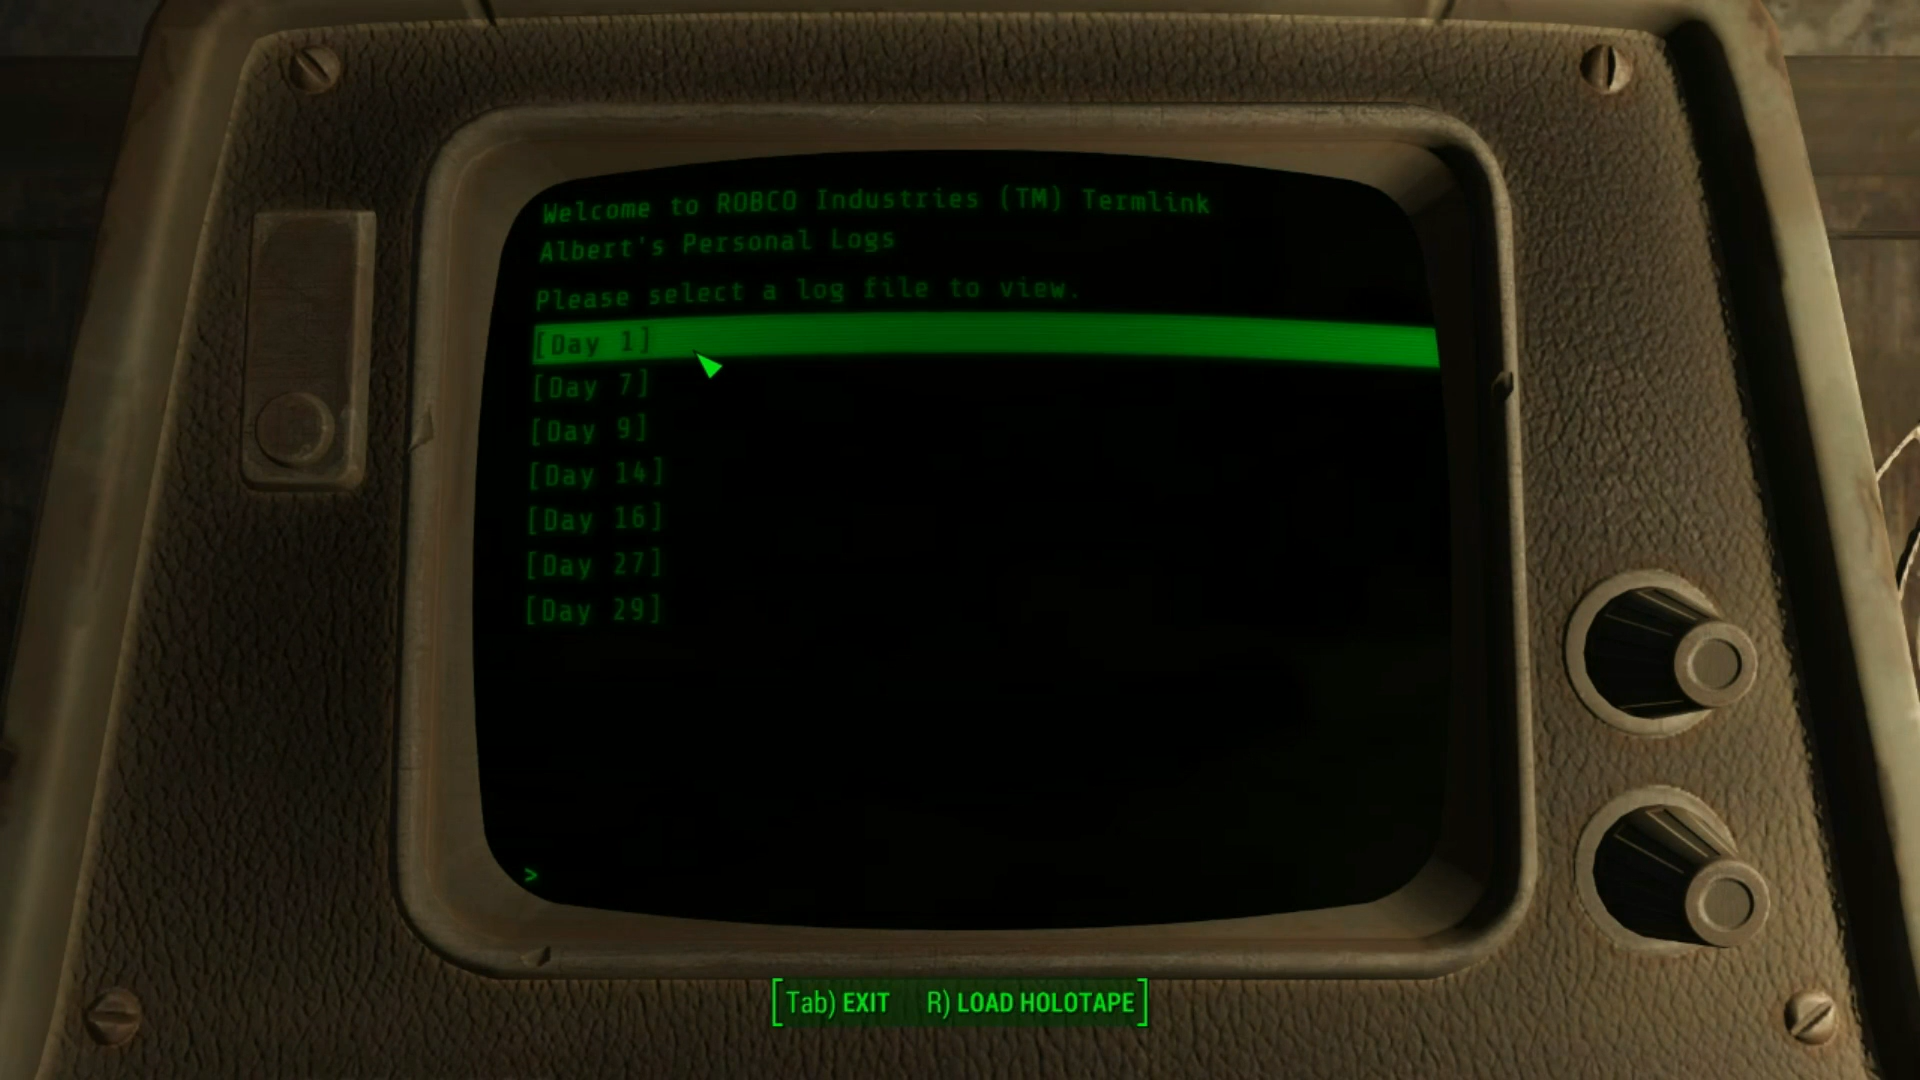 Welcome to ROBCO Industries (TM) Termlink
Albert's Personal Logs
Please select a log file to view.
[Day 1]
[Day 7]
[Day 9]
[Day 14]
[Day 16]
[Day 27]
[Day 29]
>
[Tab) EXIT R) LOAD HOLOTAPE]